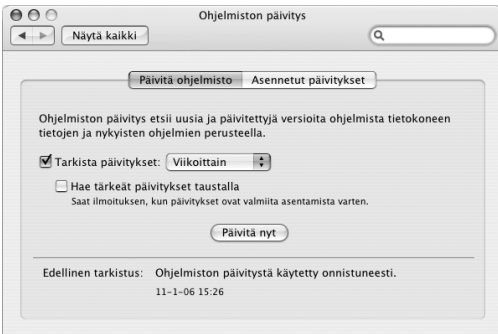 Ohjelmiston päivitys
Näytä kaikki
Päivitä ohjelmisto
Asennetut päivitykset
Ohjelmiston päivitys etsii uusia ja päivitettyjä versioita ohjelmista tietokoneen
tietojen ja nykyisten ohjelmien perusteella.
Tarkista päivitykset: Viikoittain
Hae tärkeät päivitykset taustalla
Saat ilmoituksen, kun päivitykset ovat valmiita asentamista varten.
Päivitä nyt
Edellinen tarkistus: Ohjelmiston päivitystä käytetty onnistuneesti.
11-1-06 15:26